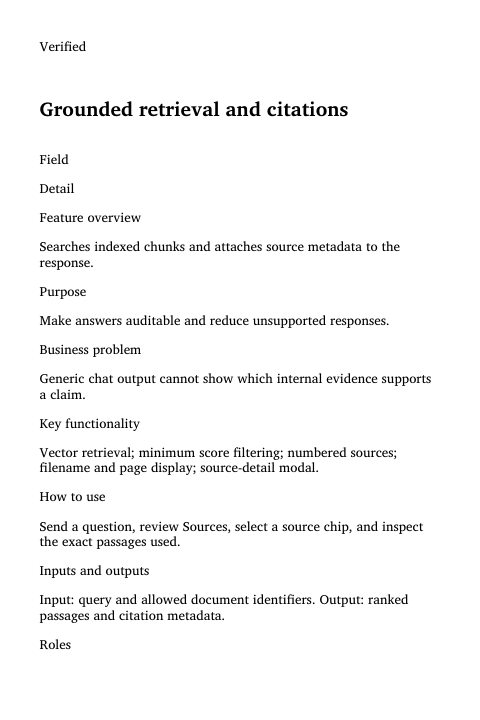 Verified
Grounded retrieval and citations
Field
Detail
Feature overview
Searches indexed chunks and attaches source metadata to the
response.
Purpose
Make answers auditable and reduce unsupported responses.
Business problem
Generic chat output cannot show which internal evidence supports
a claim.
Key functionality
Vector retrieval; minimum score filtering; numbered sources;
filename and page display; source-detail modal.
How to use
Send a question, review Sources, select a source chip, and inspect
the exact passages used.
Inputs and outputs
Input: query and allowed document identifiers. Output: ranked
passages and citation metadata.
Roles